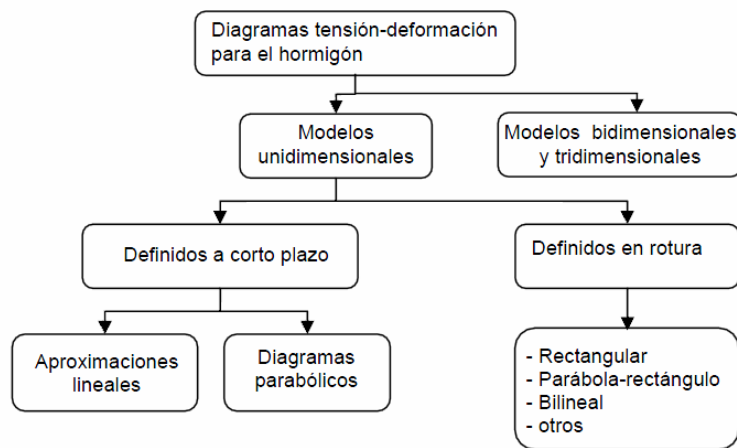 Diagramas tensión-deformación
para el hormigón
Modelos
unidimensionales
Modelos bidimensionales
y tridimensionales
Definidos a corto plazo
Definidos en rotura
Aproximaciones
lineales
Diagramas
parabólicos
- Rectangular
- Parábola-rectángulo
- Bilineal
- otros